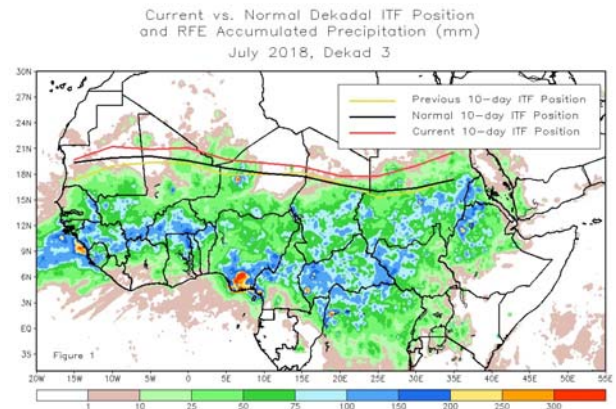 Current vs. Normal Dekadal ITF Position
and RFE Accumulated Precipitation (mm)
July 2018, Dekad 3
Previous 10-day ITF Position
Normal 10-day ITF Position
Current 10-day ITF Position
30N
27N
24N
21N
18N
15N
12N
9N
6N
3N
EQ
3S
Figure 1
20W 15W 10W 5W 0 5E 10E 15E 20E 25E 30E 35E 40E 45E 50E 55E
1 10 25 50 75 100 150 200 250 300